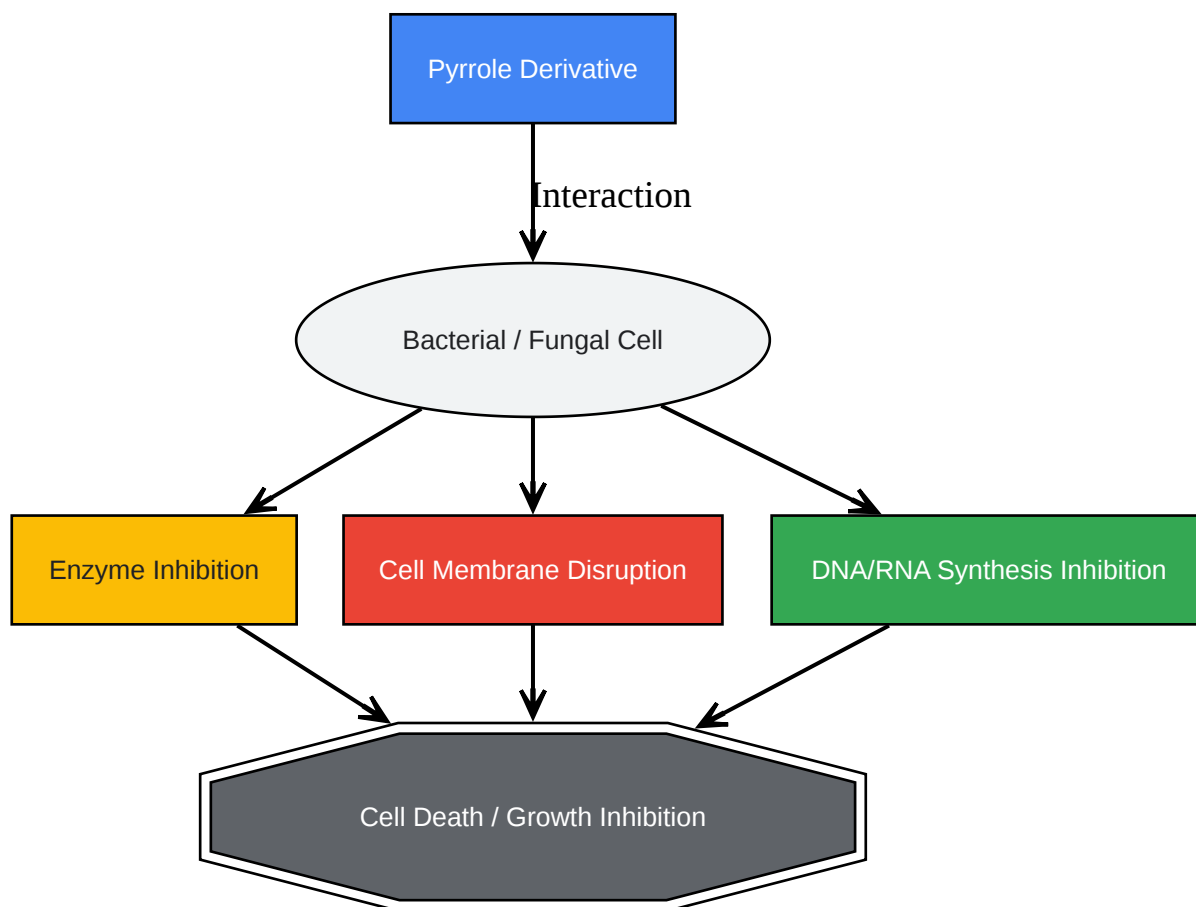 Pyrrole Derivative
Interaction
Bacterial / Fungal Cell
Enzyme Inhibition
Cell Membrane Disruption
DNA/RNA Synthesis Inhibition
Cell Death / Growth Inhibition